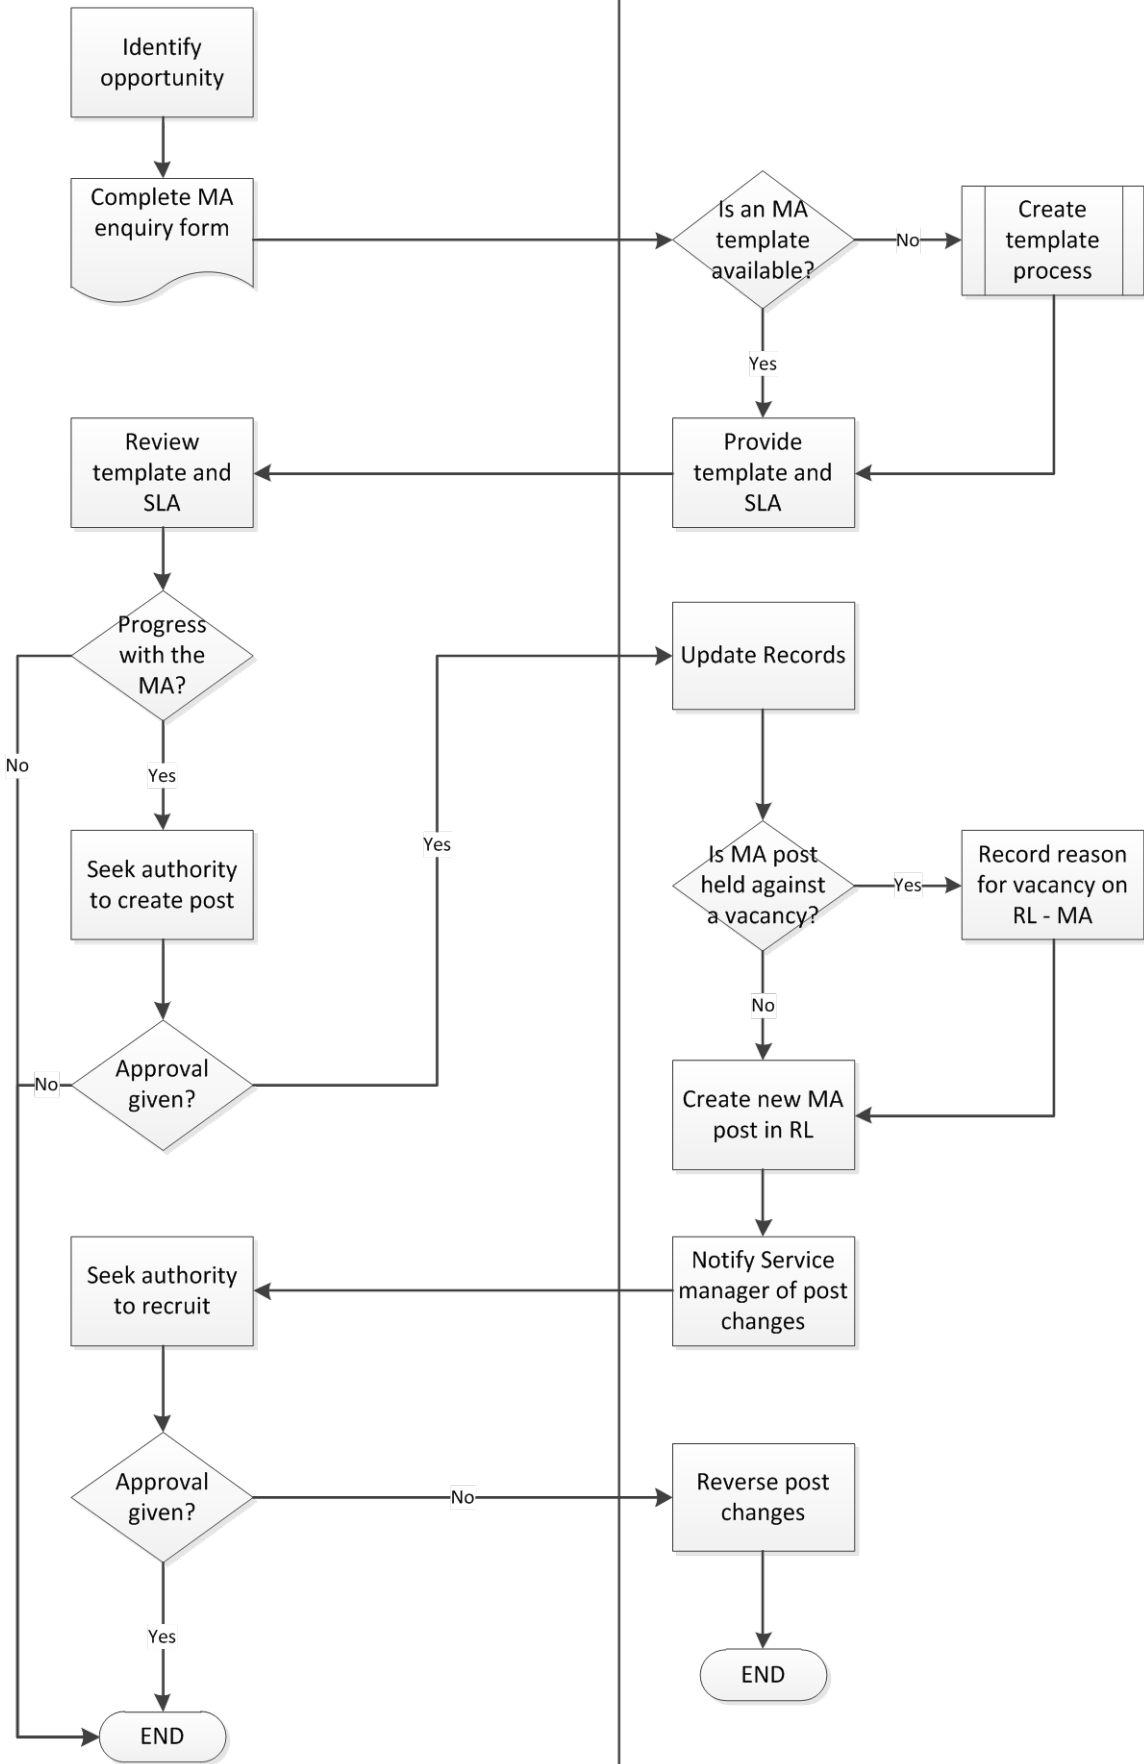 Identify
opportunity
Complete MA
enquiry form
Is an MA
template
available?
No
Create
template
process
Yes
Review
template and
SLA
Provide
template and
SLA
Progress
with the
MA?
Update Records
No
Yes
Yes
Seek authority
to create post
Is MA post
held against
a vacancy?
Yes
Record reason
for vacancy on
RL - MA
No
No
Approval
given?
Create new MA
post in RL
Seek authority
to recruit
Notify Service
manager of post
changes
Approval
given?
No
Reverse post
changes
Yes
END
END